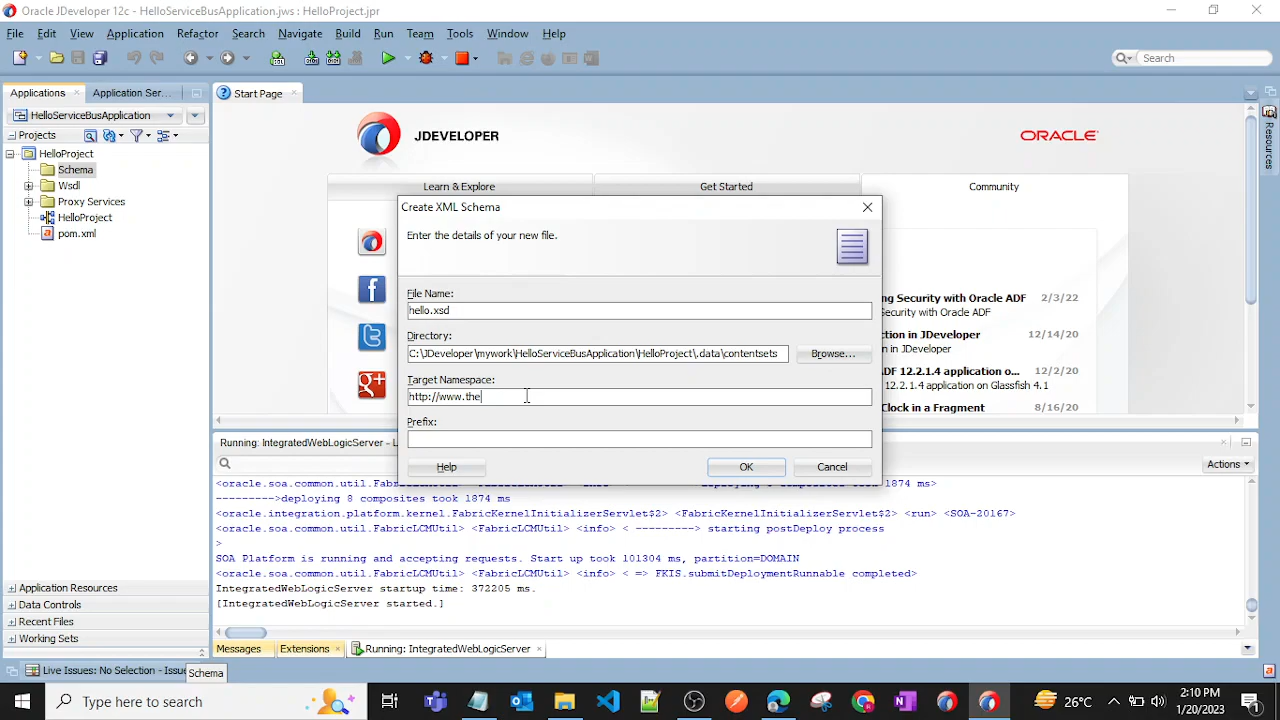 Oracle JDeveloper 12c - HelloServiceBusApplication.jws : HelloProject.jpr
File Edit View Application Refactor Search Navigate Build Run Team Tools Window Help
Search
Applications Application Ser... Start Page
HelloServiceBusApplication
Projects
HelloProject
Schema
Wsdl
Proxy Services
HelloProject
pom.xml
Resources
JDEVELOPER
ORACLE
Learn & Explore Get Started Community
Create XML Schema
Enter the details of your new file.
File Name:
hello.xsd
Directory:
C:\JDeveloper\mywork\HelloServiceBusApplication\HelloProject\.data\contentsets
Browse...
Target Namespace:
http://www.the
Prefix:
Help OK Cancel
ng Security with Oracle ADF 2/3/22
Security with Oracle ADF
ction in JDeveloper 12/14/20
on in JDeveloper
DF 12.2.1.4 application o... 12/2/20
12.2.1.4 application on Glassfish 4.1
Clock in a Fragment 8/16/20
Running: IntegratedWebLogicServer - L
Actions
1874 ms>
--------->deploying 8 composites took 1874 ms
<oracle.integration.platform.kernel.FabricKernelInitializerServlet$2> <FabricKernelInitializerServlet$2> <run> <SOA-20167>
<oracle.soa.common.util.FabricLCMUtil> <FabricLCMUtil> <info> < ---------> starting postDeploy process
>
SOA Platform is running and accepting requests. Start up took 101304 ms, partition=DOMAIN
<oracle.soa.common.util.FabricLCMUtil> <FabricLCMUtil> <info> < => FKIS.submitDeploymentRunnable completed>
IntegratedWebLogicServer startup time: 372205 ms.
[IntegratedWebLogicServer started.]
Application Resources
Data Controls
Recent Files
Working Sets
Messages Extensions Running: IntegratedWebLogicServer
Live Issues: No Selection - Issue
Schema
Type here to search
26°C
2:10 PM
1/20/2023